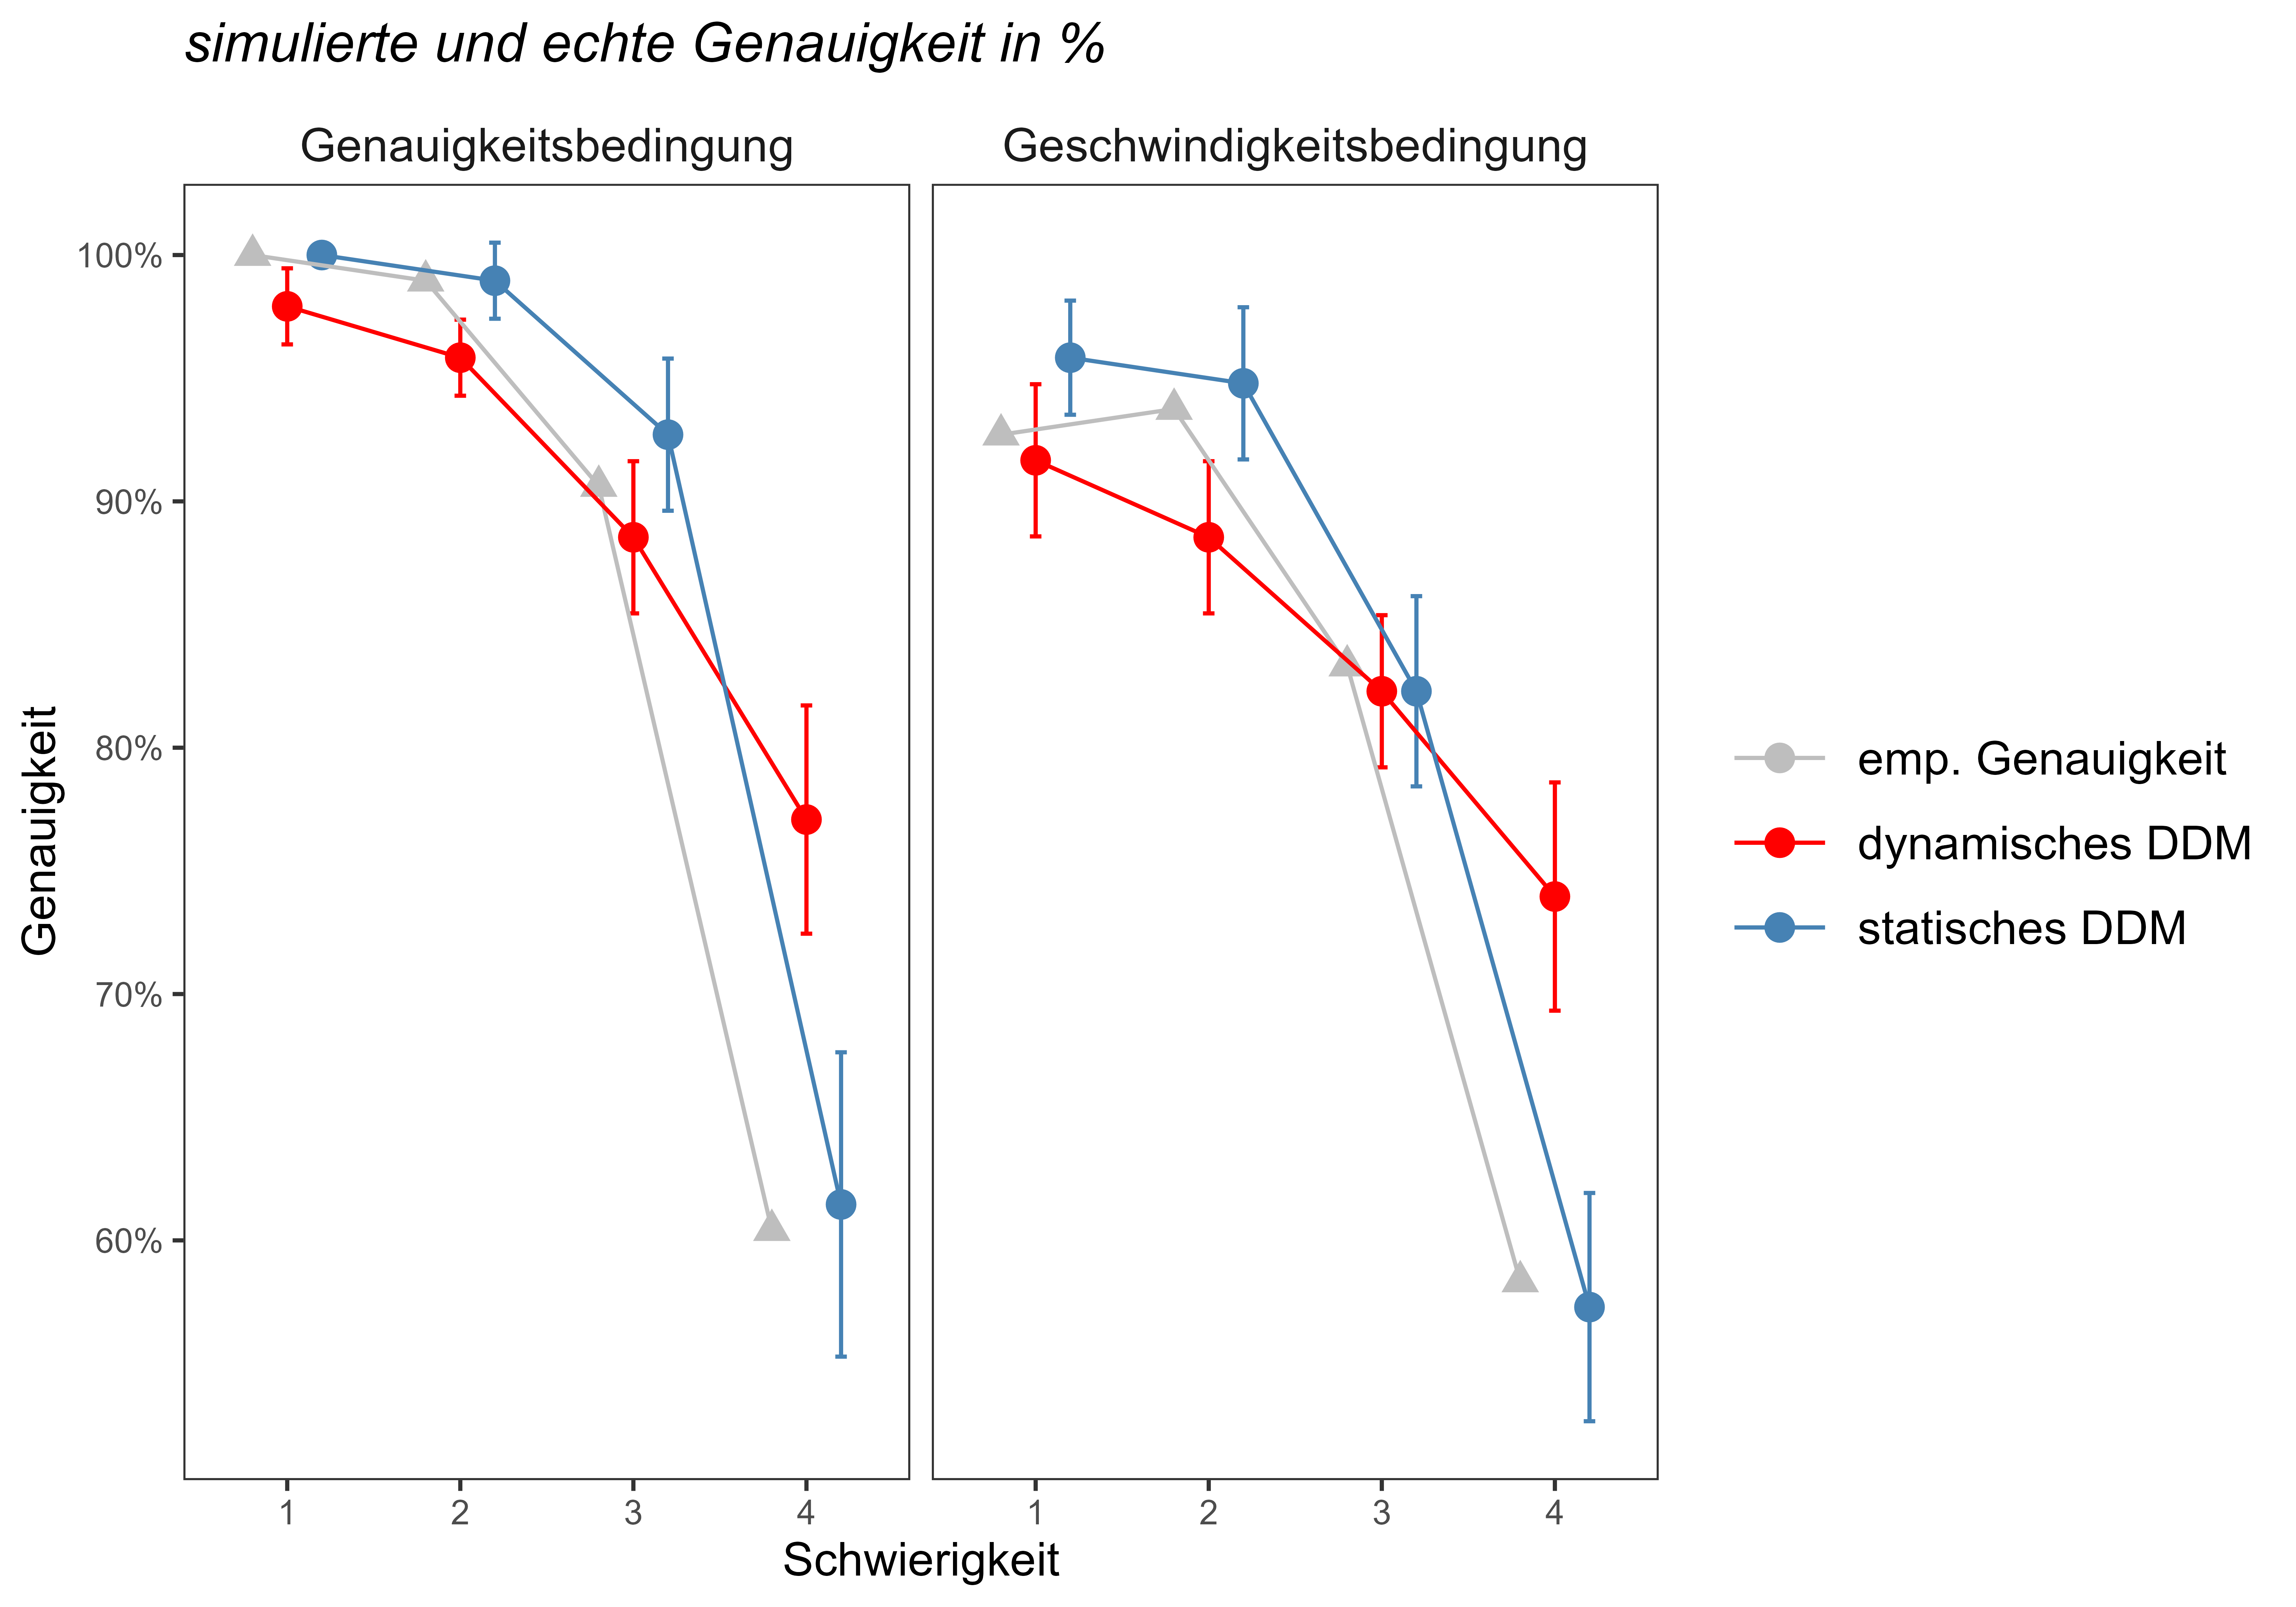 simulierte und echte Genauigkeit in %
Genauigkeitsbedingung
Geschwindigkeitsbedingung
100%
90%
80%
70%
60%
Genauigkeit
1 2 3 4
1 2 3 4
Schwierigkeit
emp. Genauigkeit
dynamisches DDM
statisches DDM